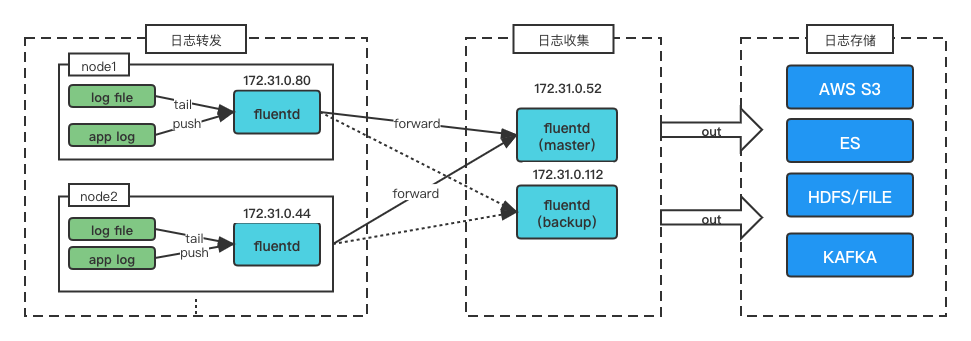 日志转发
日志收集
日志存储
node1
172.31.0.80
log file
tail
push
app log
fluentd
node2
172.31.0.44
log file
tail
app log
push
fluentd
forward
forward
172.31.0.52
fluentd
(master)
172.31.0.112
fluentd
(backup)
out
out
AWS S3
ES
HDFS/FILE
KAFKA